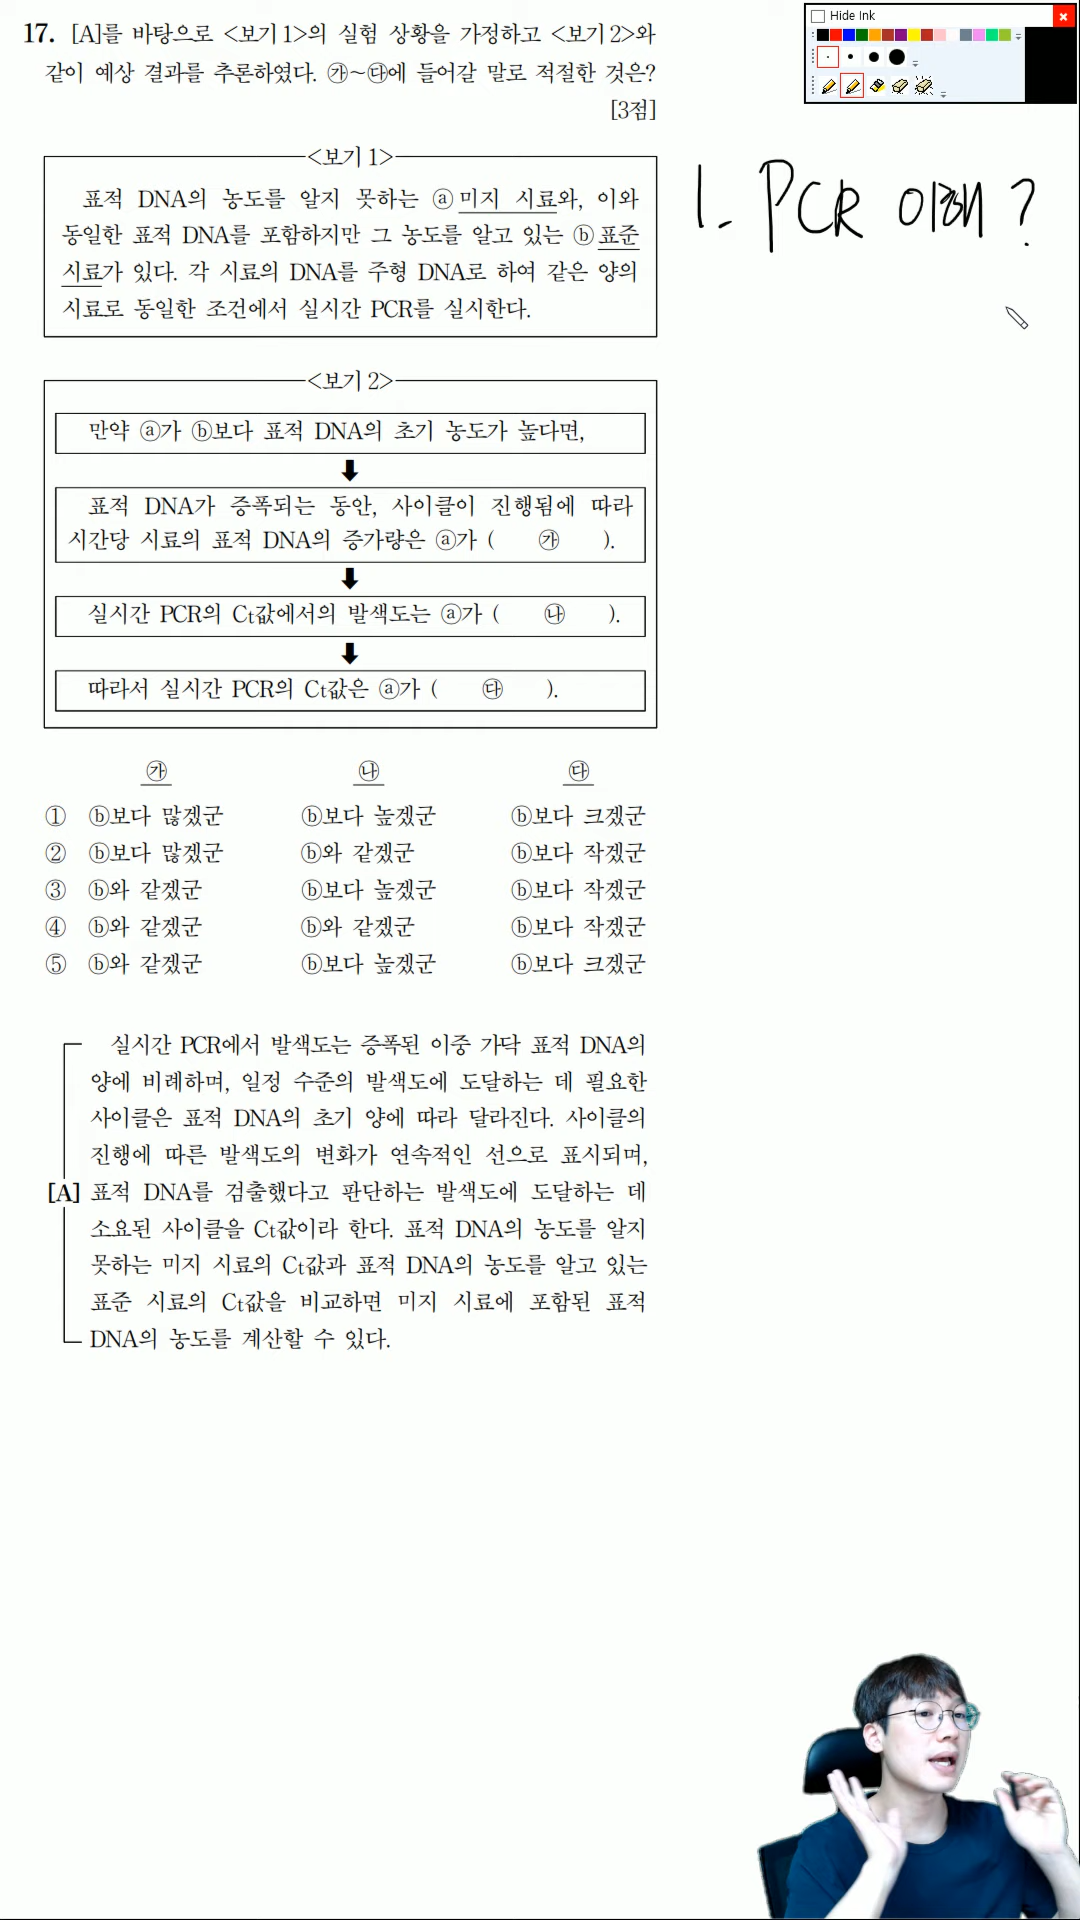 17. [A]를 바탕으로 <보기 1>의 실험 상황을 가정하고 <보기 2>와
같이 예상 결과를 추론하였다. ㉮~㉰에 들어갈 말로 적절한 것은?
[3점]
Hide Ink
<보기 1>
표적 DNA의 농도를 알지 못하는 ⓐ미지 시료와, 이와
동일한 표적 DNA를 포함하지만 그 농도를 알고 있는 ⓑ표준
시료가 있다. 각 시료의 DNA를 주형 DNA로 하여 같은 양의
시료로 동일한 조건에서 실시간 PCR를 실시한다.
1. PCR 이해?
<보기 2>
만약 ⓐ가 ⓑ보다 표적 DNA의 초기 농도가 높다면,
표적 DNA가 증폭되는 동안, 사이클이 진행됨에 따라
시간당 시료의 표적 DNA의 증가량은 ⓐ가 ( ㉮ ).
실시간 PCR의 Ct값에서의 발색도는 ⓐ가 ( ㉯ ).
따라서 실시간 PCR의 Ct값은 ⓐ가 ( ㉰ ).
㉮ ㉯ ㉰
① ⓑ보다 많겠군 ⓑ보다 높겠군 ⓑ보다 크겠군
② ⓑ보다 많겠군 ⓑ와 같겠군 ⓑ보다 작겠군
③ ⓑ와 같겠군 ⓑ보다 높겠군 ⓑ보다 작겠군
④ ⓑ와 같겠군 ⓑ와 같겠군 ⓑ보다 작겠군
⑤ ⓑ와 같겠군 ⓑ보다 높겠군 ⓑ보다 크겠군
실시간 PCR에서 발색도는 증폭된 이중 가닥 표적 DNA의
양에 비례하며, 일정 수준의 발색도에 도달하는 데 필요한
사이클은 표적 DNA의 초기 양에 따라 달라진다. 사이클의
진행에 따른 발색도의 변화가 연속적인 선으로 표시되며,
[A] 표적 DNA를 검출했다고 판단하는 발색도에 도달하는 데
소요된 사이클을 Ct값이라 한다. 표적 DNA의 농도를 알지
못하는 미지 시료의 Ct값과 표적 DNA의 농도를 알고 있는
표준 시료의 Ct값을 비교하면 미지 시료에 포함된 표적
DNA의 농도를 계산할 수 있다.